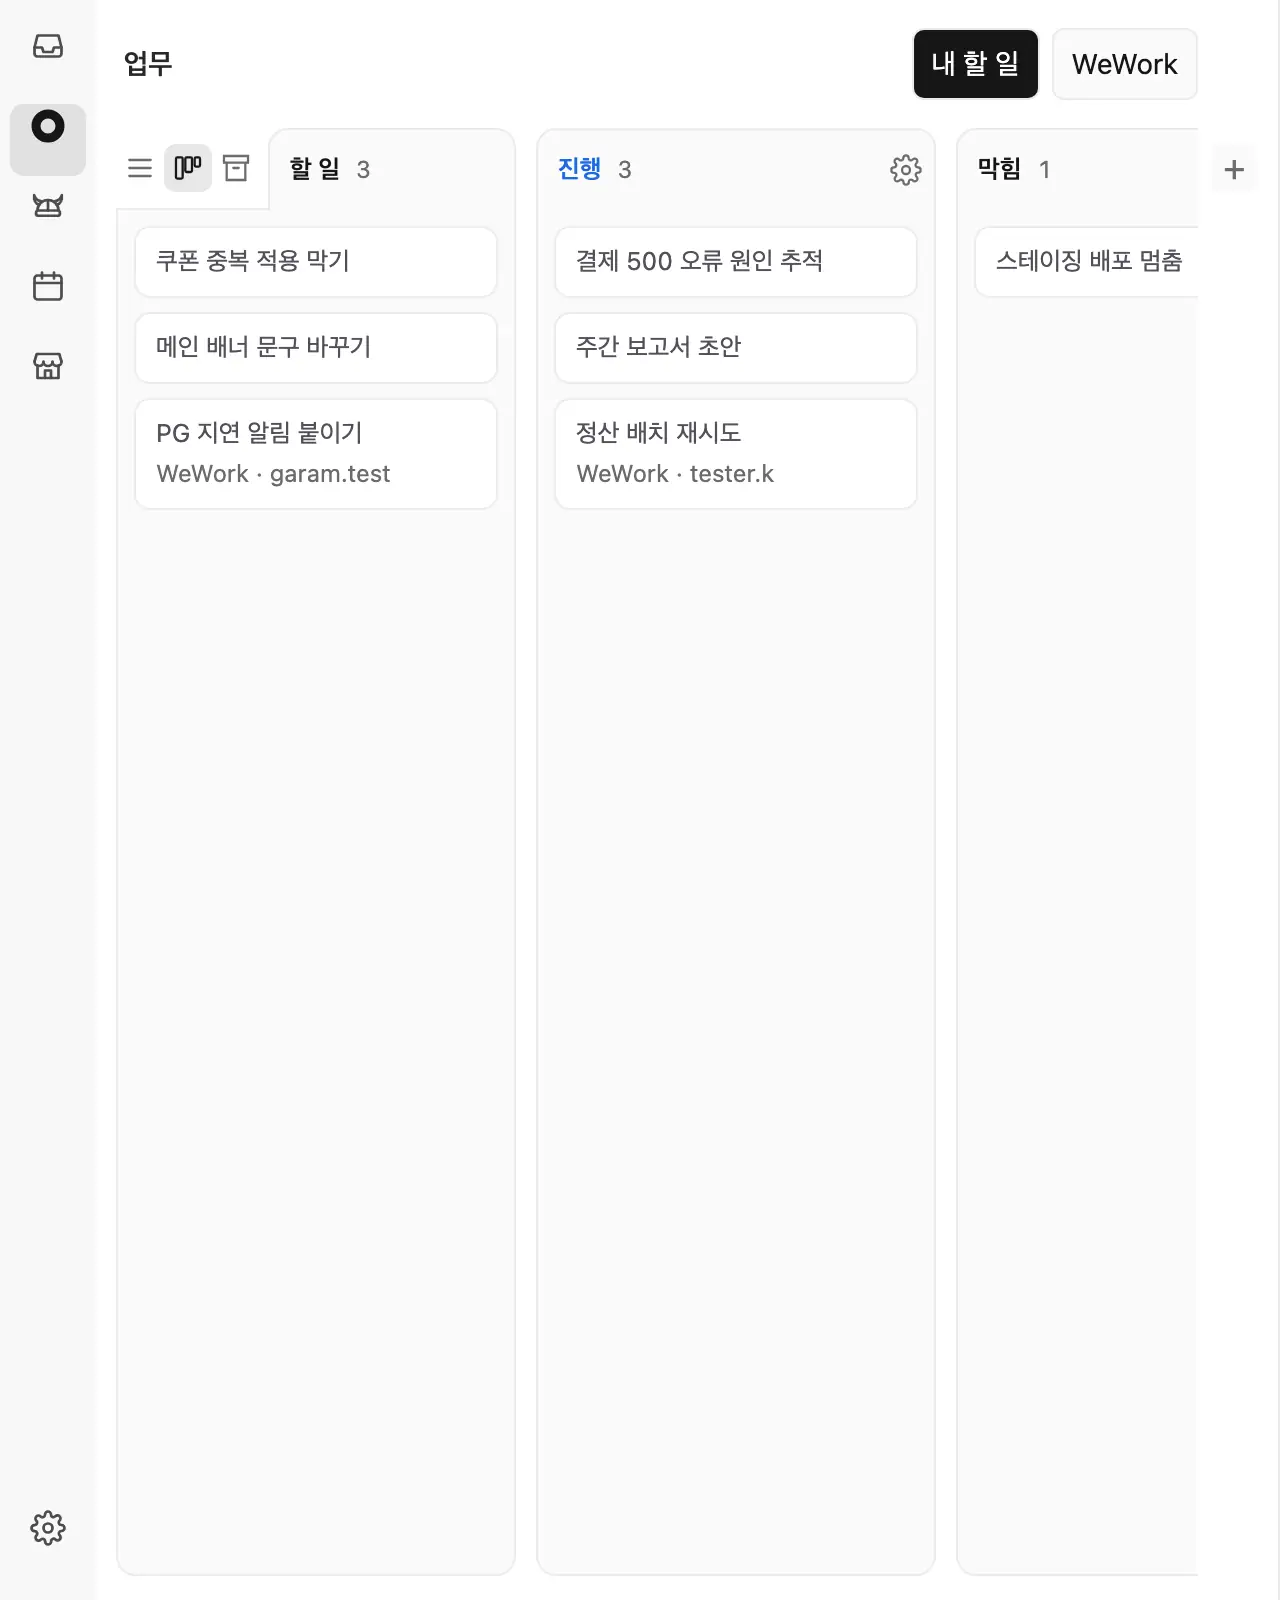 업무
내 할 일
WeWork
할 일 3
쿠폰 중복 적용 막기
메인 배너 문구 바꾸기
PG 지연 알림 붙이기
WeWork · garam.test
진행 3
결제 500 오류 원인 추적
주간 보고서 초안
정산 배치 재시도
WeWork · tester.k
막힘 1
스테이징 배포 멈춤